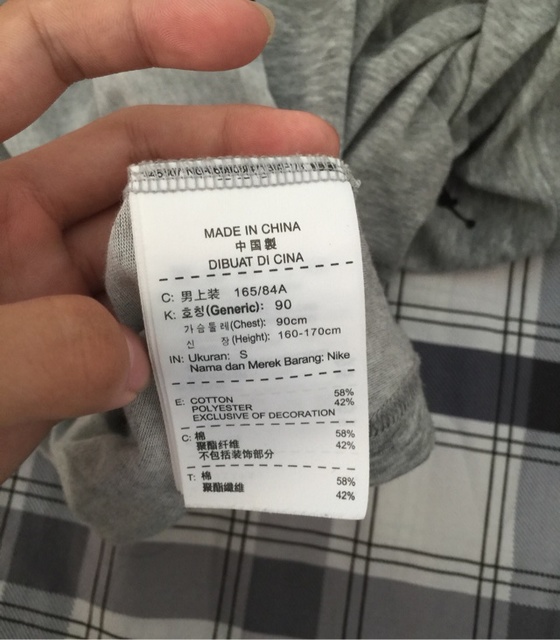 MADE IN CHINA
中国製
DIBUAT DI CINA
C: 男上装 165/84A
K: 호칭(Generic): 90
가슴둘레(Chest): 90cm
신 장(Height): 160-170cm
IN: Ukuran: S
Nama dan Merek Barang: Nike
E: COTTON 58%
POLYESTER 42%
EXCLUSIVE OF DECORATION
C: 棉 58%
聚酯纤维 42%
不包括装饰部分
T: 棉 58%
聚酯纖維 42%